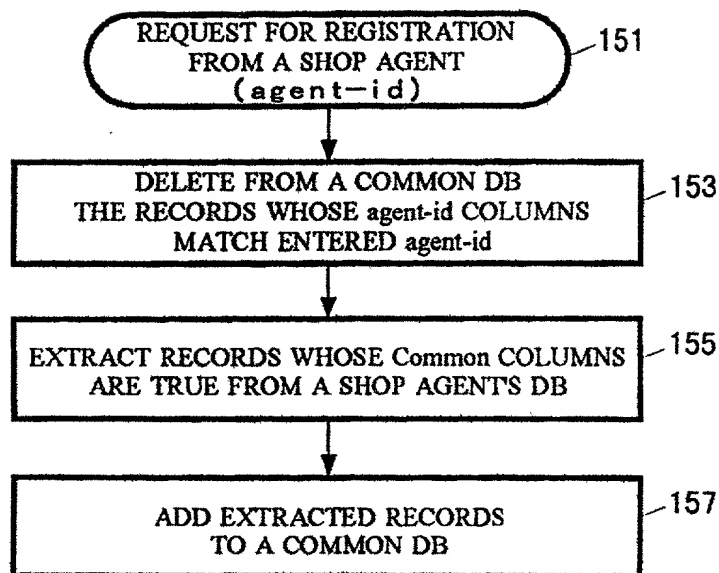 REQUEST FOR REGISTRATION
FROM A SHOP AGENT
(agent-id)
151
DELETE FROM A COMMON DB
THE RECORDS WHOSE agent-id COLUMNS
MATCH ENTERED agent-id
153
EXTRACT RECORDS WHOSE Common COLUMNS
ARE TRUE FROM A SHOP AGENT'S DB
155
ADD EXTRACTED RECORDS
TO A COMMON DB
157